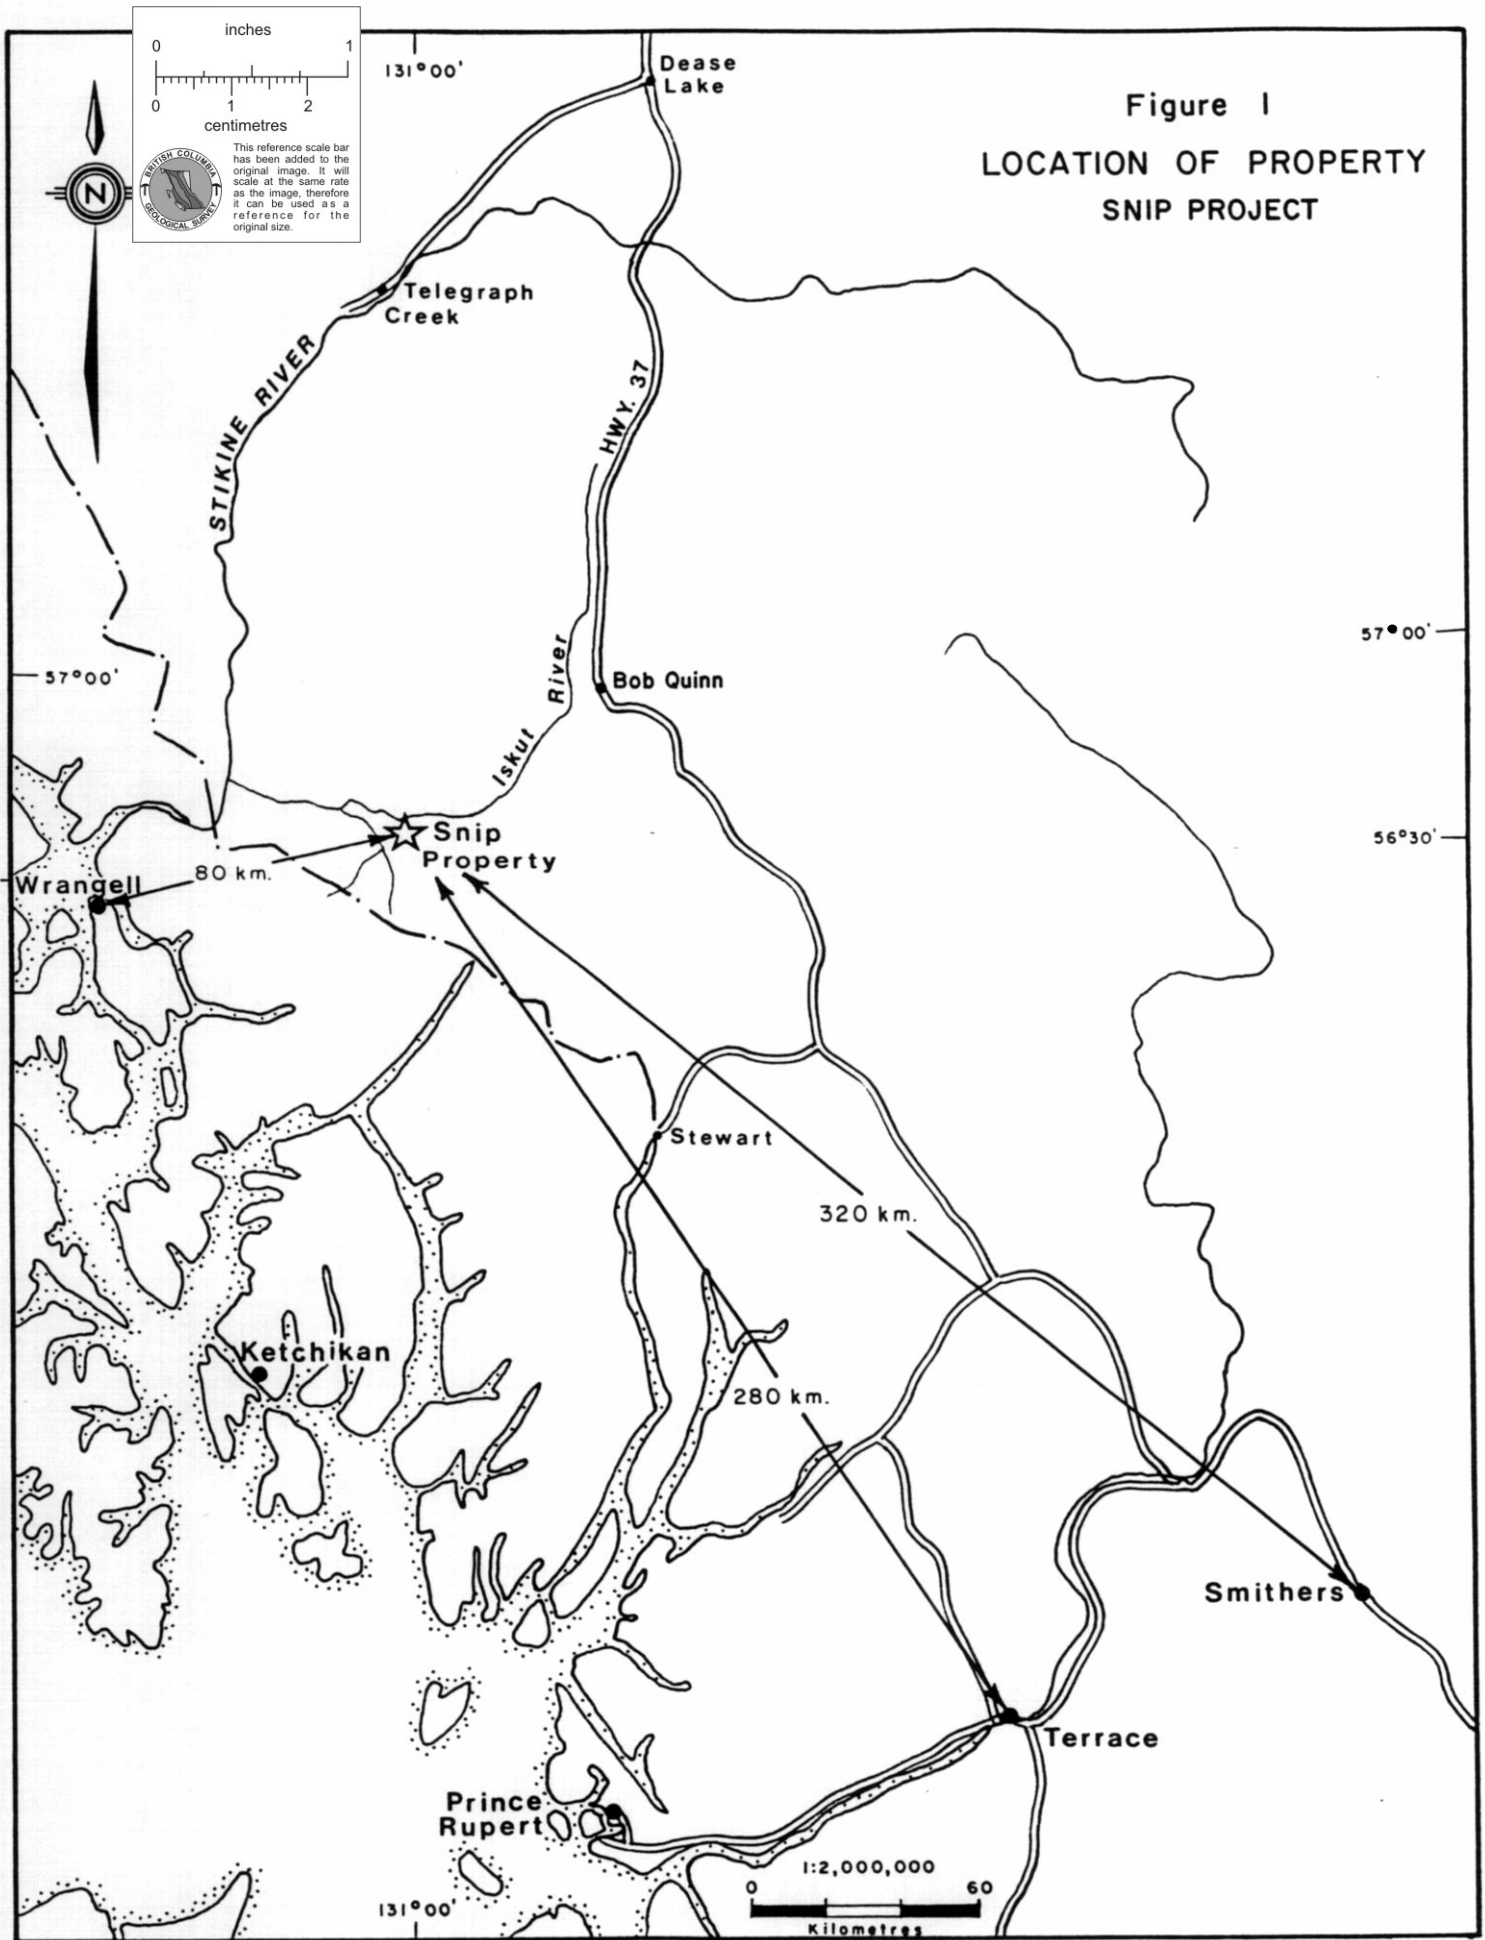 inches
0 1
0 1 2
centimetres
This reference scale bar
has been added to the
original image. It will
scale at the same rate
as the image, therefore
it can be used as a
reference for the
original size.
BRITISH COLUMBIA
GEOLOGICAL SURVEY
N
131°00'
Dease
Lake
Figure 1
LOCATION OF PROPERTY
SNIP PROJECT
Telegraph
Creek
STIKINE RIVER
HWY. 37
57°00'
57°00'
Iskut River
Bob Quinn
Snip
Property
56°30'
80 km.
Wrangell
Stewart
320 km.
Ketchikan
280 km.
Smithers
Terrace
Prince
Rupert
1:2,000,000
0 60
Kilometres
131°00'